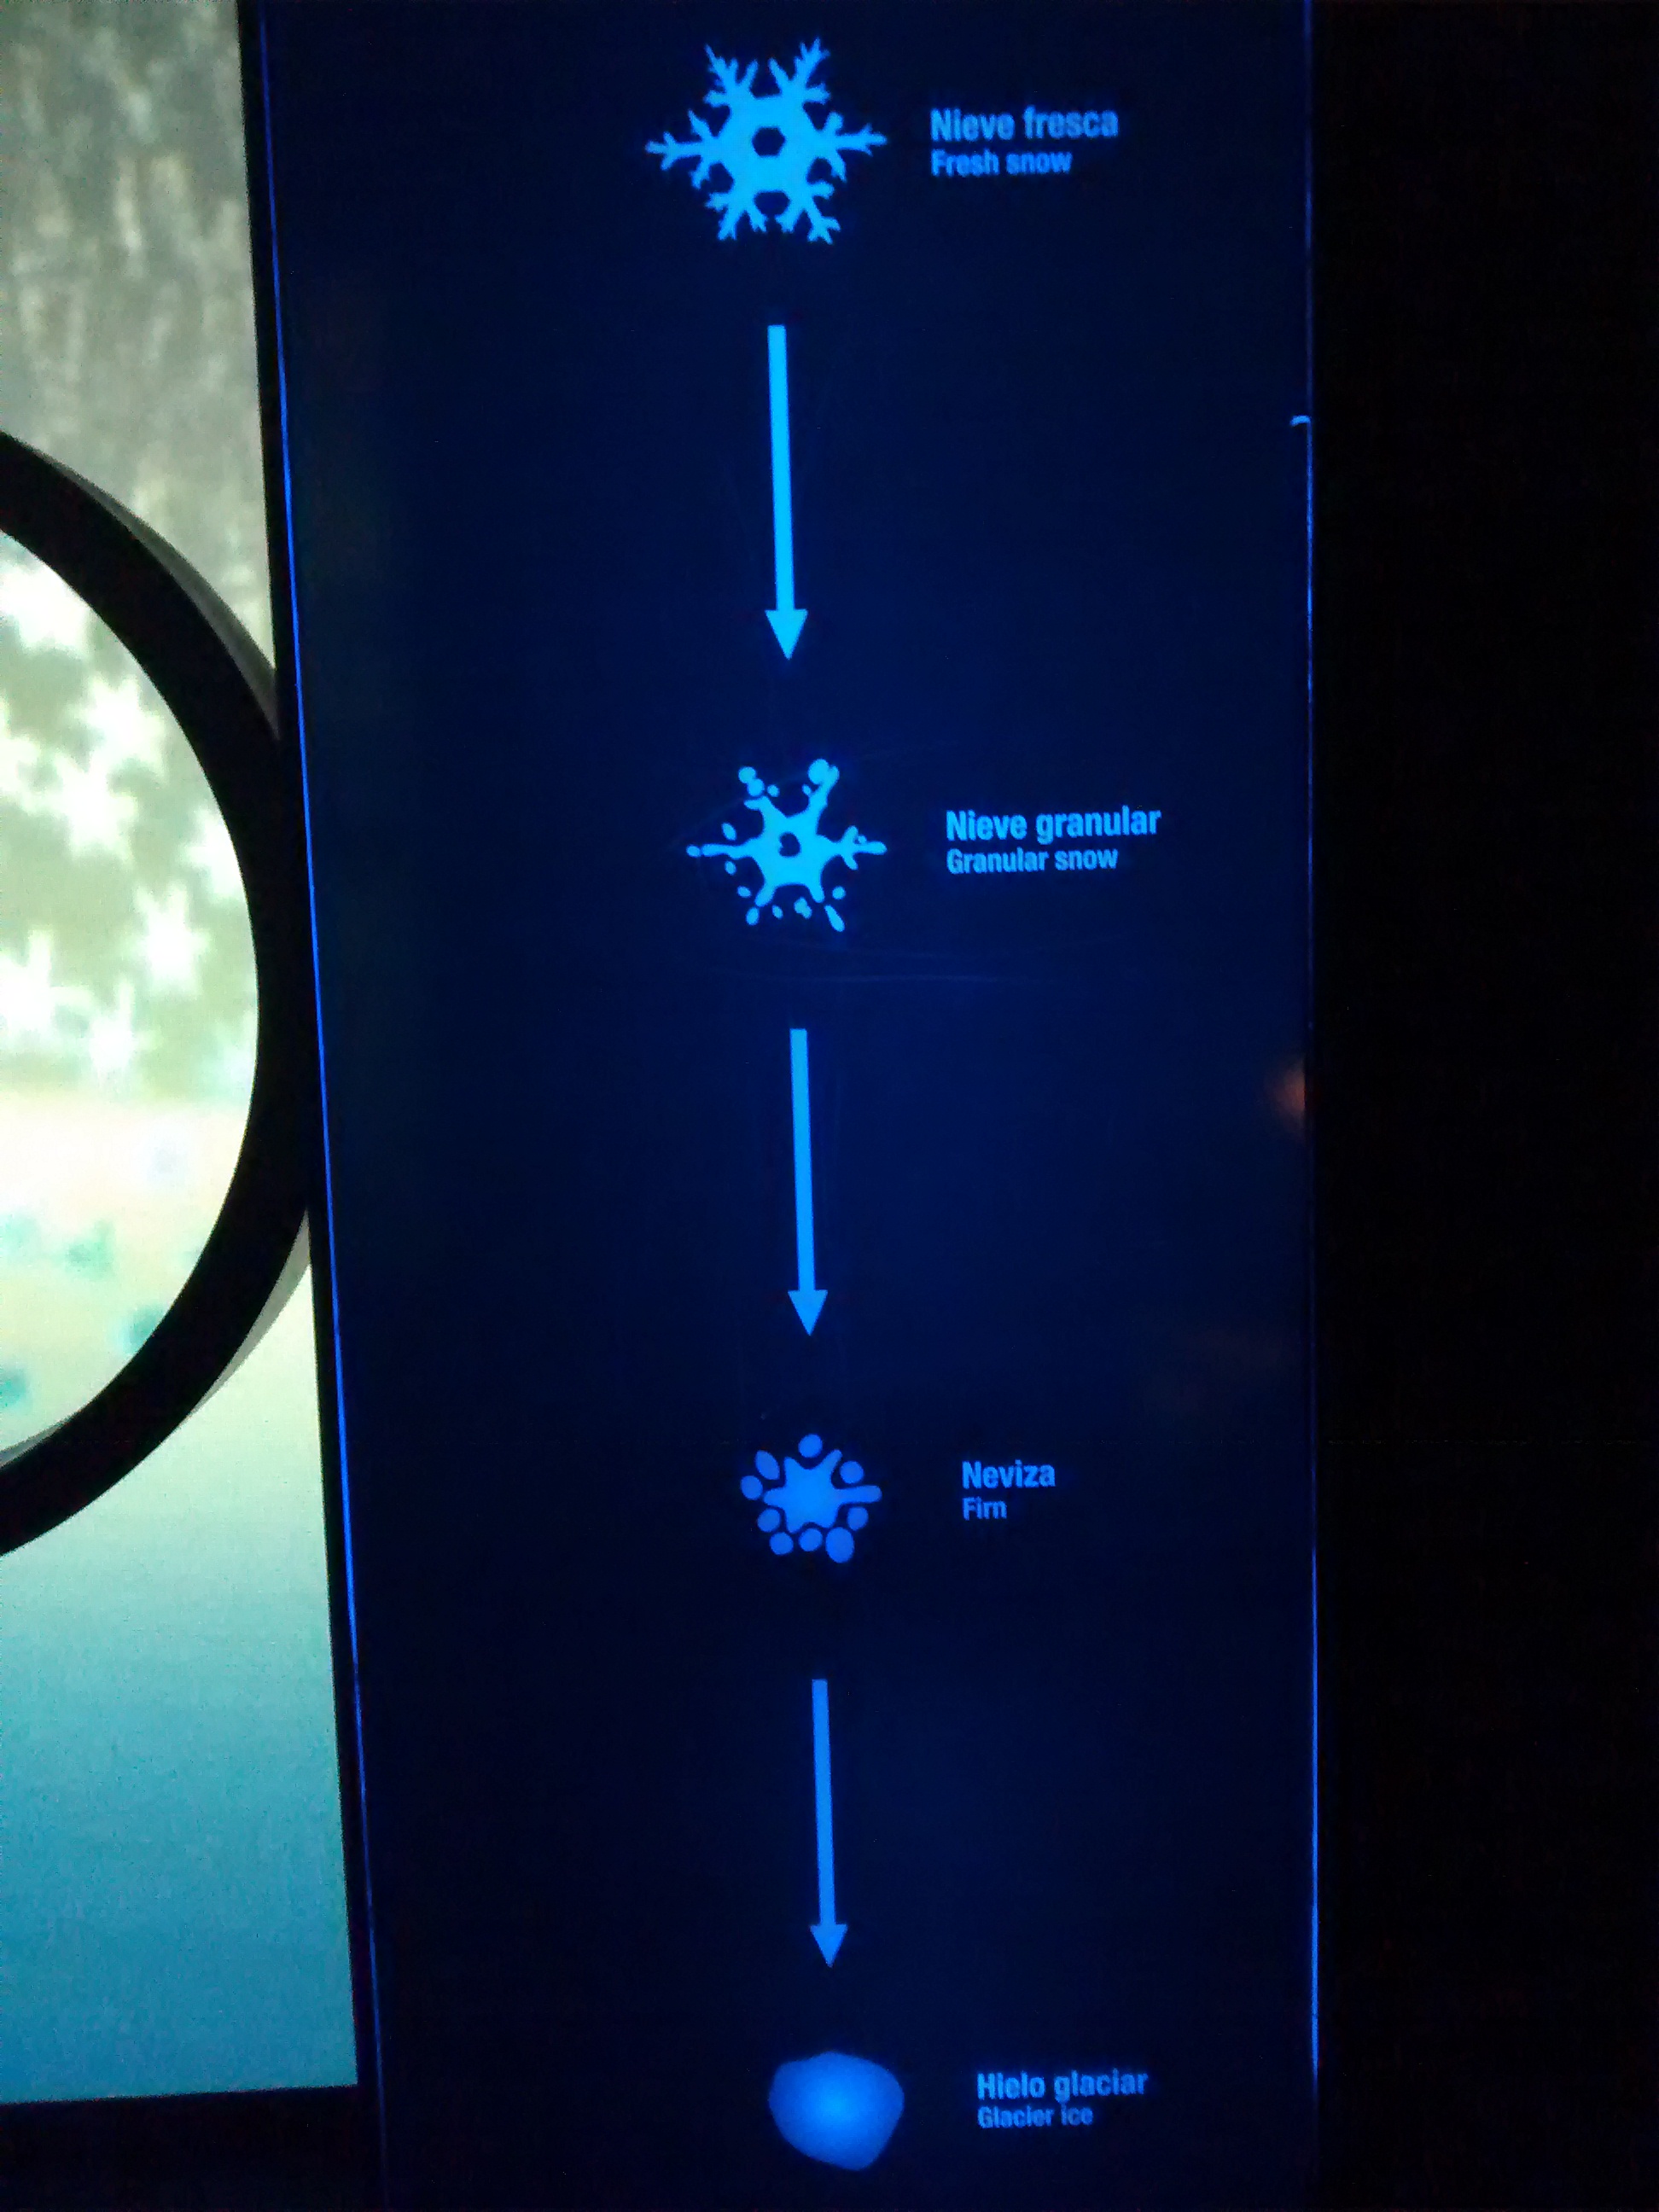 Nieve fresca
Fresh snow
Nieve granular
Granular snow
Neviza
Firn
Hielo glaciar
Glacier ice